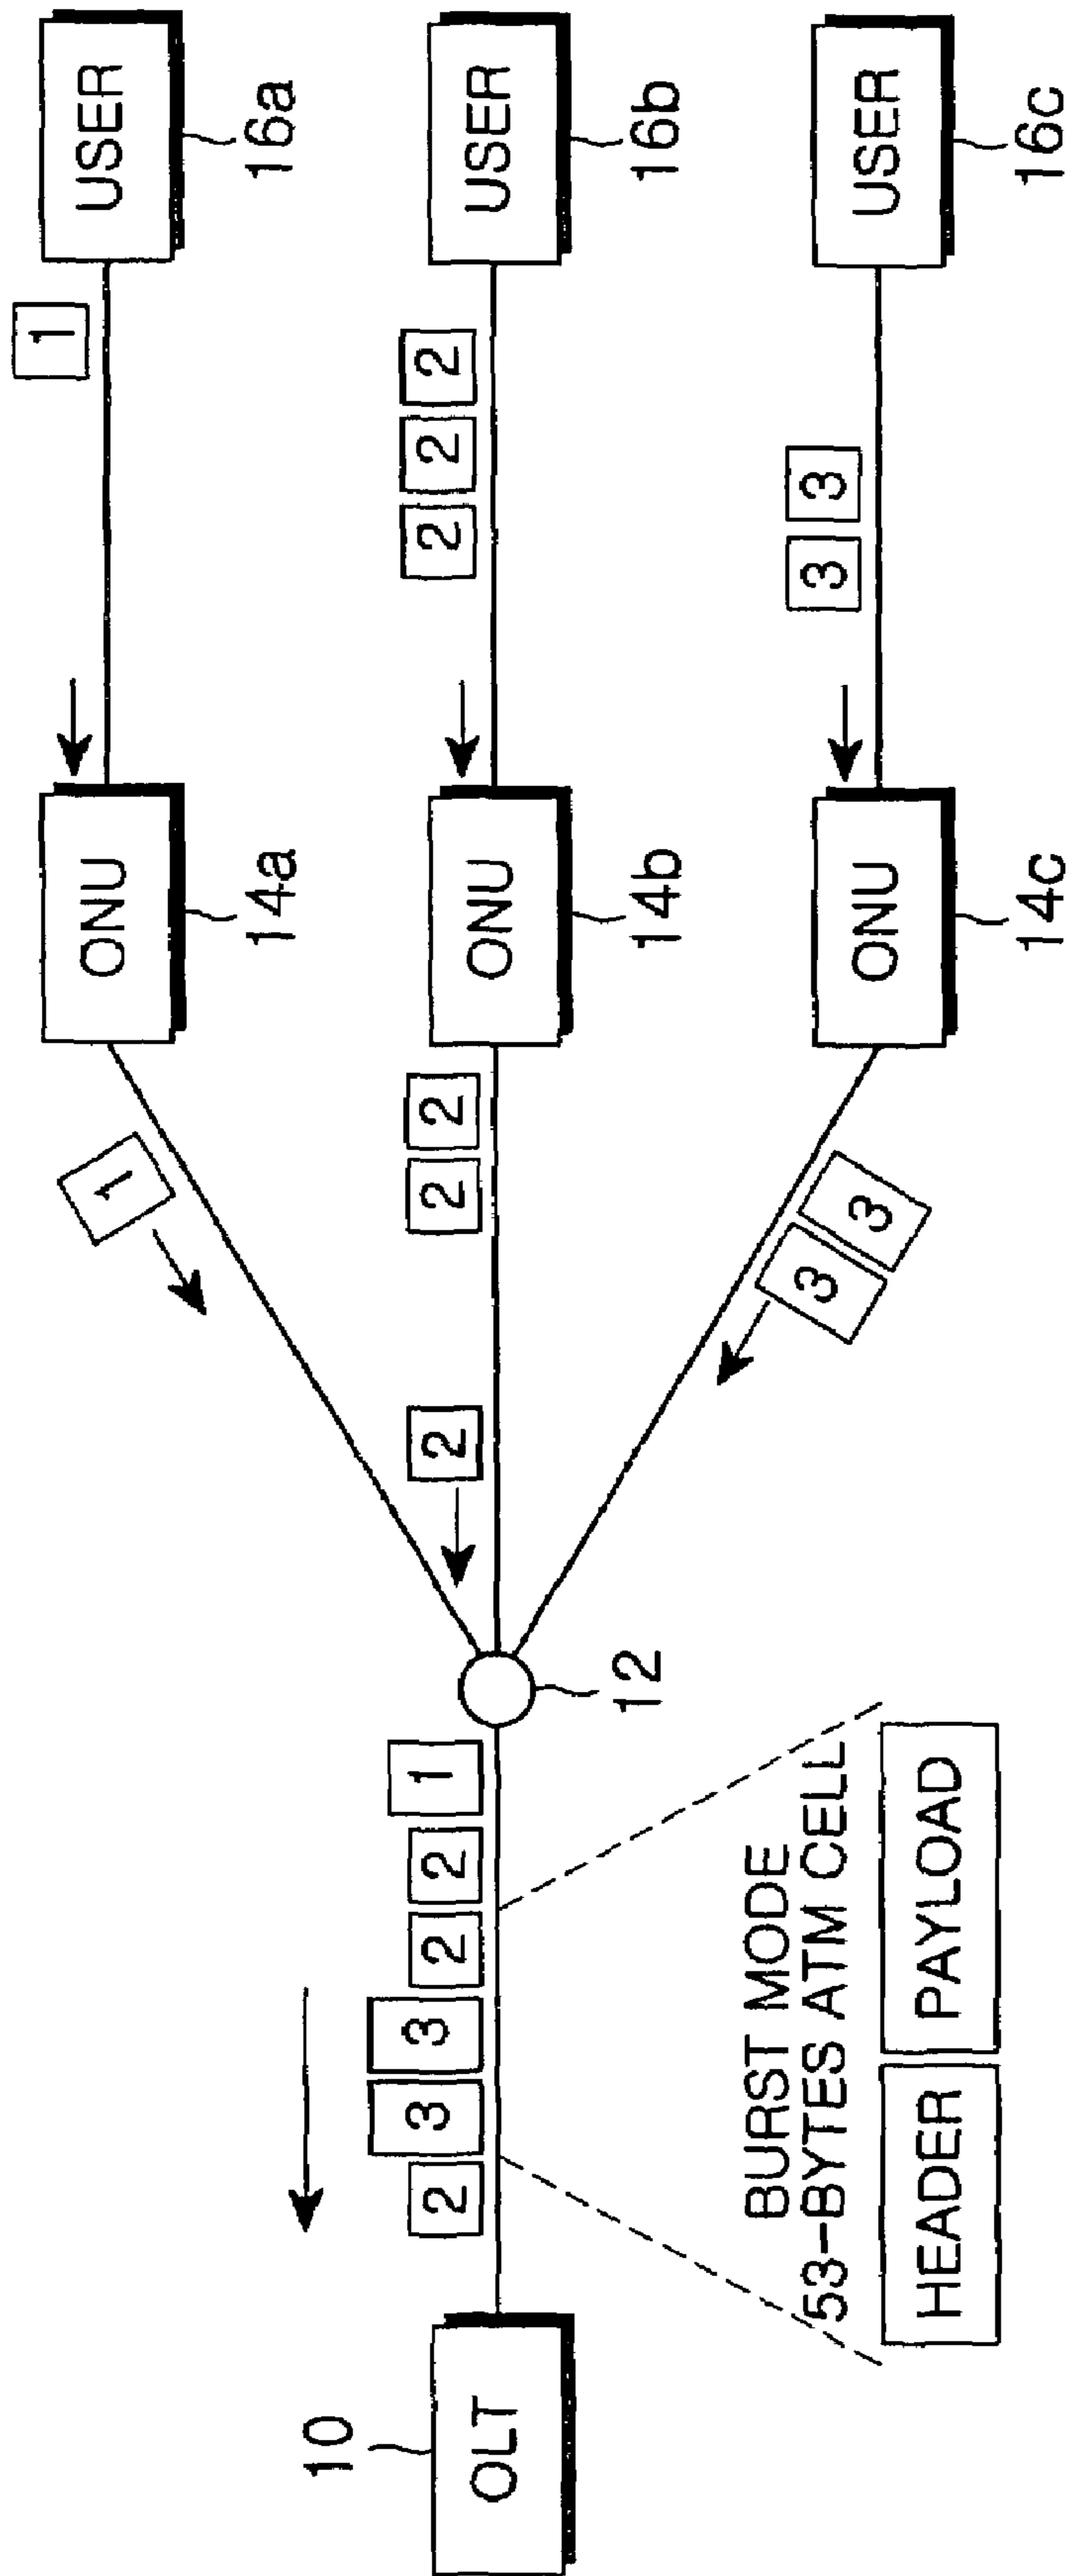 USER
16a
USER
16b
USER
16c
1
2 2 2
3 3
ONU
14a
ONU
14b
ONU
14c
1
2 2
2
3 3
12
2 3 3 2 2 1
BURST MODE
53-BYTES ATM CELL
HEADER PAYLOAD
10
OLT